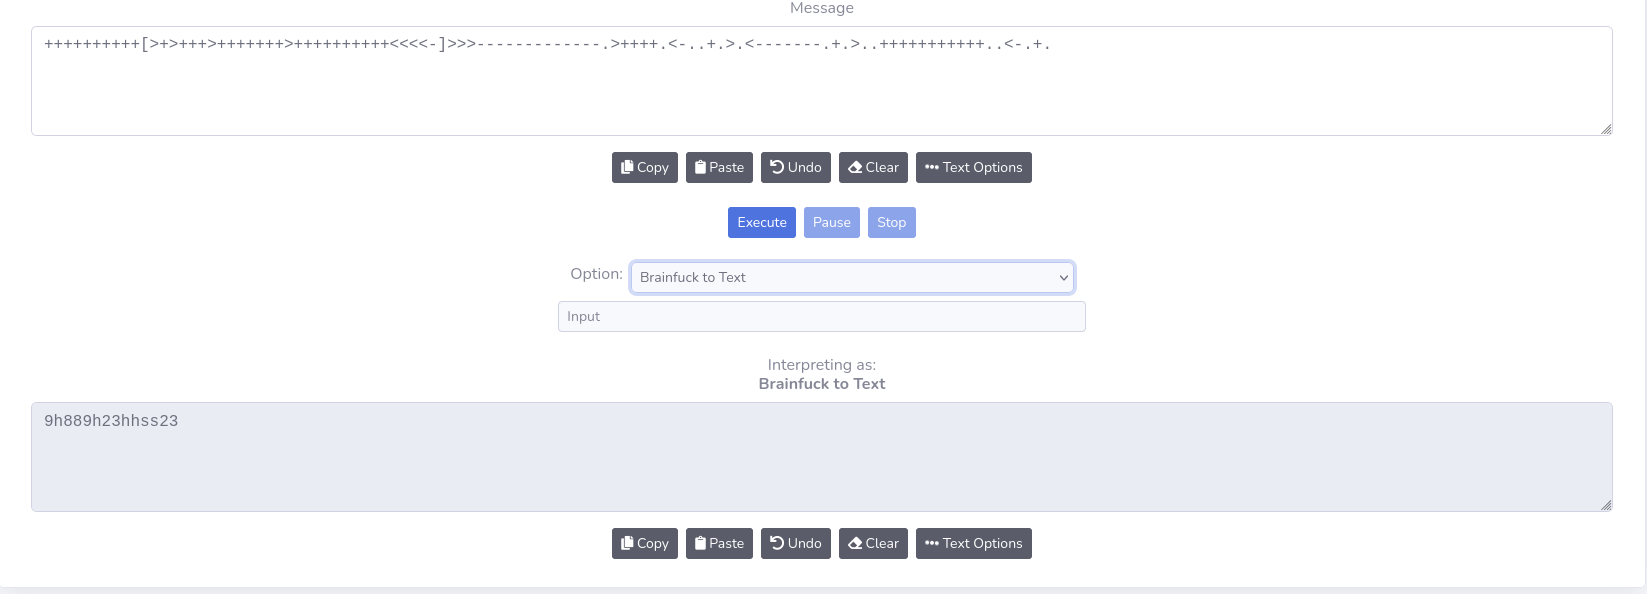 Message
++++++++++[>+>+++>+++++++>++++++++++<<<<-]>>>-------------.>++++.<-..+.>.<-------.+.>..+++++++++++..<-.+.
Copy Paste Undo Clear Text Options
Execute Pause Stop
Option: Brainfuck to Text
Input
Interpreting as:
Brainfuck to Text
9h889h23hhss23
Copy Paste Undo Clear Text Options